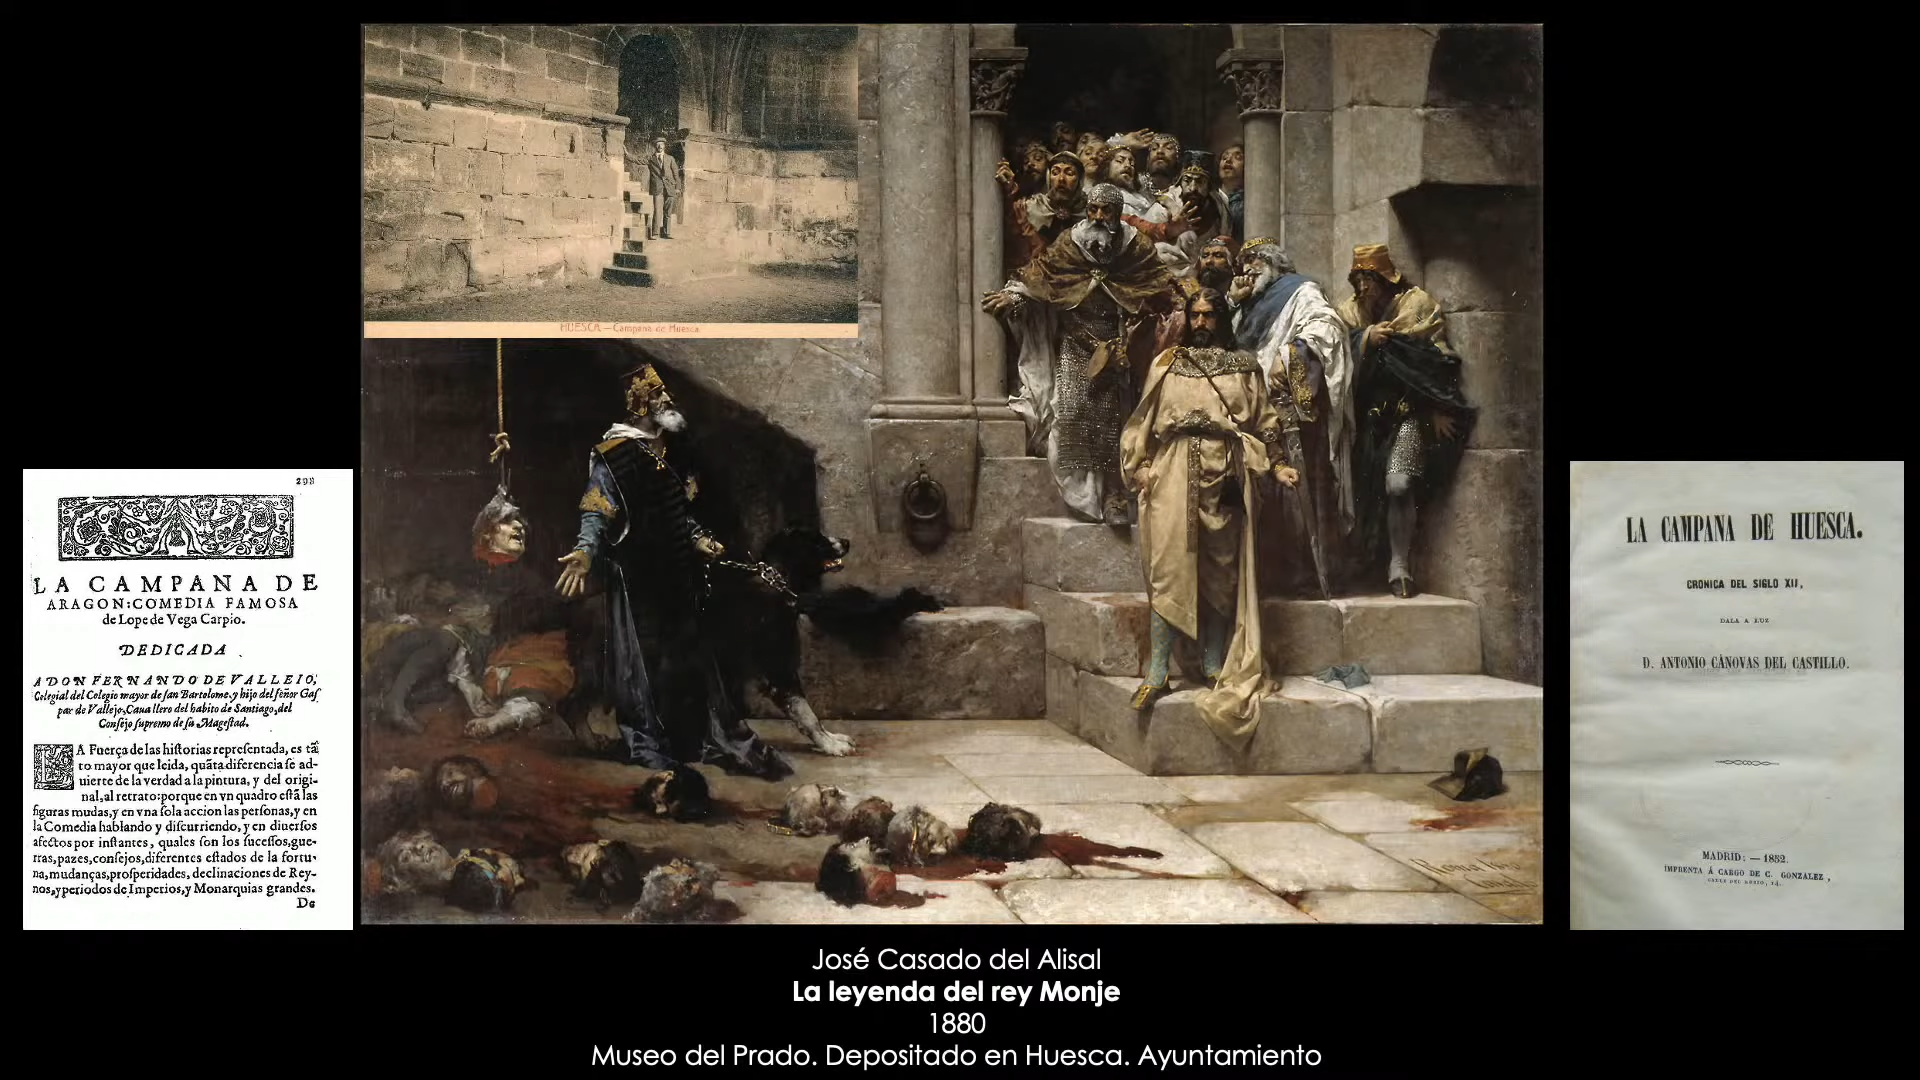 HUESCA.—Campana de Huesca
298
LA CAMPANA DE
ARAGON: COMEDIA FAMOSA
de Lope de Vega Carpio.
DEDICADA
A DON FERNANDO DE VALLEIO,
Colegial del Colegio mayor de san Bartolome, y hijo del señor Gaſ
par de Vallejo, Caua llero del habito de Santiago, del
Conſejo ſupremo de ſu Mageſtad.
LA Fuerça de las hiſtorias repreſentada, es tã
to mayor que leida, quãta diferencia ſe ad-
uierte de la verdad a la pintura, y del origi-
nal, al retrato: porque en vn quadro eſtã las
figuras mudas, y en vna ſola accion las perſonas, y en
la Comedia hablando y diſcurriendo, y en diuerſos
afectos por inſtantes, quales ſon los ſuceſſos, gue-
rras, pazes, conſejos, diferentes eſtados de la fortu-
na, mudanças, proſperidades, declinaciones de Rey-
nos, y periodos de Imperios, y Monarquias grandes.
De
LA CAMPANA DE HUESCA.
CRONICA DEL SIGLO XII,
DALA A LUZ
D. ANTONIO CÁNOVAS DEL CASTILLO.
MADRID: — 1852.
IMPRENTA Á CARGO DE C. GONZALEZ,
José Casado del Alisal
La leyenda del rey Monje
1880
Museo del Prado. Depositado en Huesca. Ayuntamiento